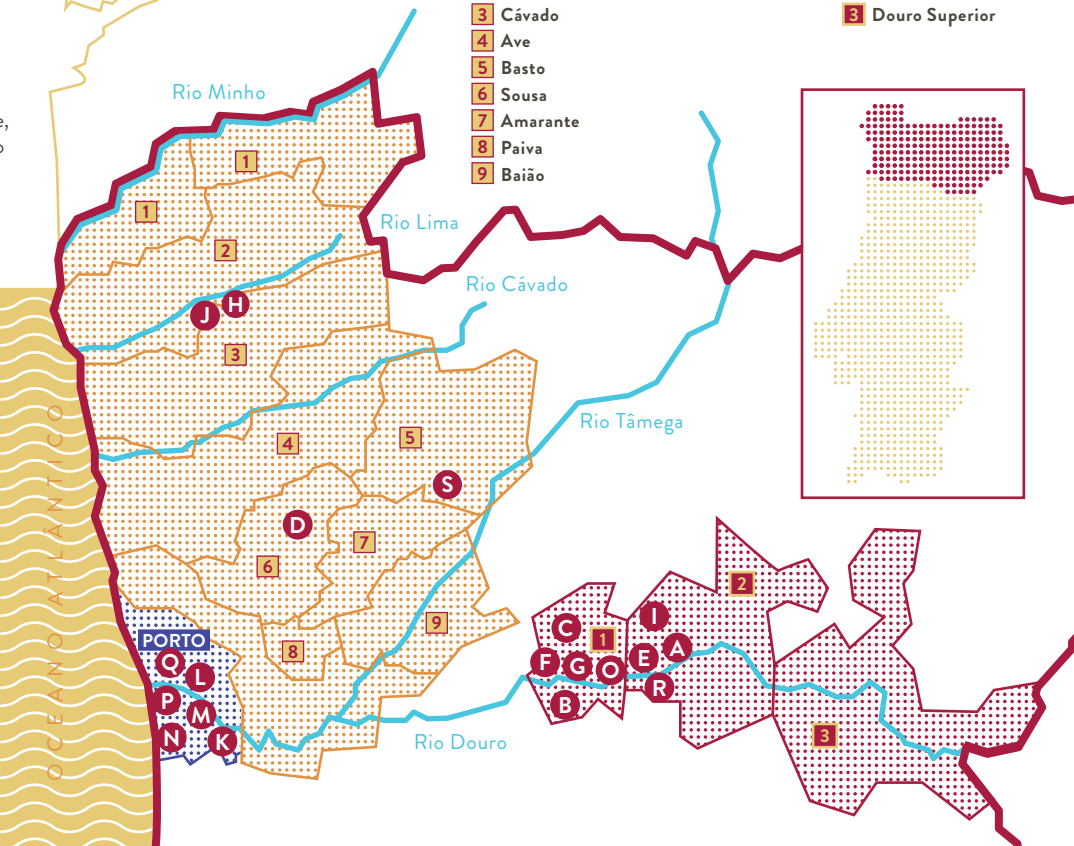 3 Cávado
4 Ave
5 Basto
6 Sousa
7 Amarante
8 Paiva
9 Baião
3 Douro Superior
e,
o
Rio Minho
1
1
2
Rio Lima
Rio Cávado
J
H
3
4
5
Rio Tâmega
S
D
6
7
9
8
OCEANO ATLÂNTICO
PORTO
Q
L
P
M
N
K
Rio Douro
2
I
C
1
A
E
F
G
O
R
B
3